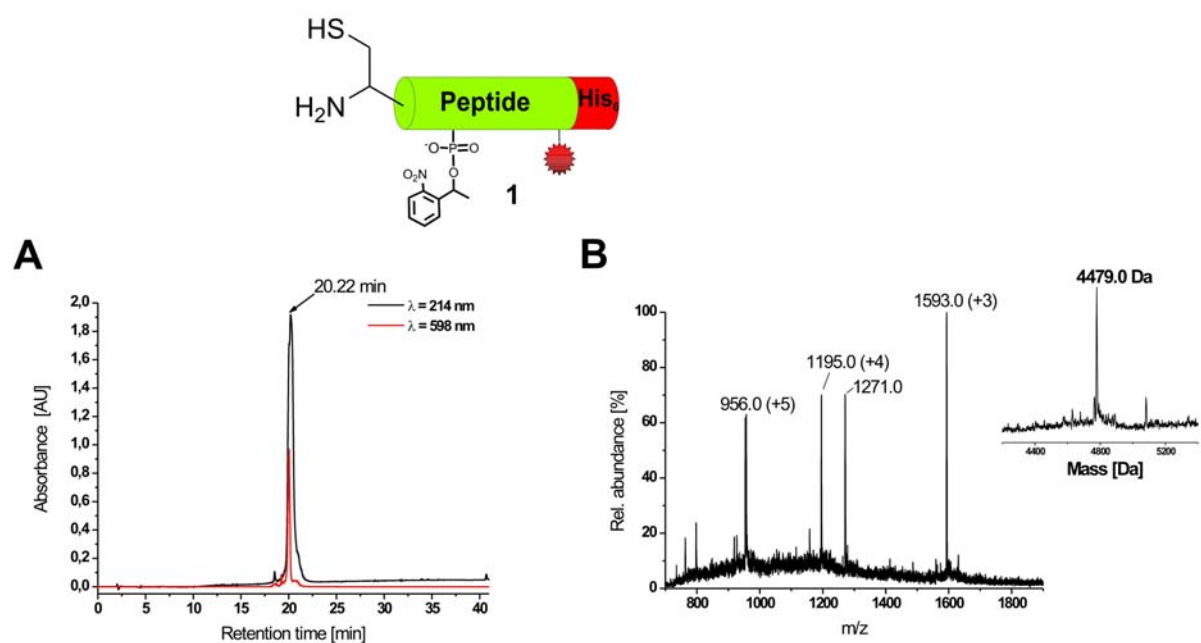 HS
H₂N
Peptide
His₆
⁻O-P=O
O
O₂N
1
A
20.22 min
λ = 214 nm
λ = 598 nm
2,0
1,8
1,6
1,4
1,2
1,0
0,8
0,6
0,4
0,2
0,0
Absorbance [AU]
0 5 10 15 20 25 30 35 40
Retention time [min]
B
1593.0 (+3)
4479.0 Da
1195.0 (+4)
1271.0
956.0 (+5)
100
80
60
40
20
0
Rel. abundance [%]
800 1000 1200 1400 1600 1800
m/z
4400 4800 5200
Mass [Da]